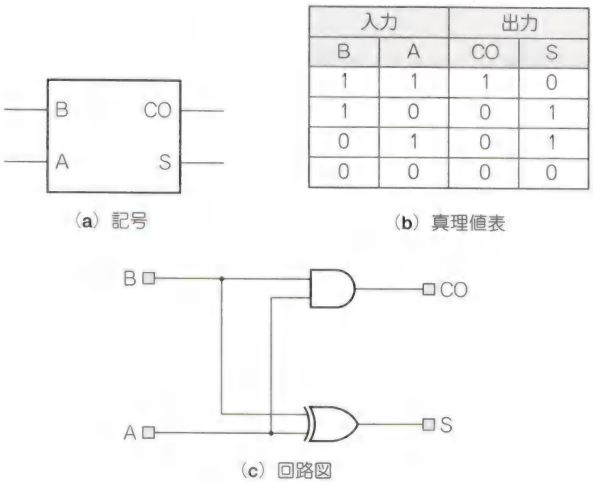 B CO
A S
(a) 記号
入力 出力
B A CO S
1 1 1 0
1 0 0 1
0 1 0 1
0 0 0 0
(b) 真理値表
B CO
A S
(c) 回路図